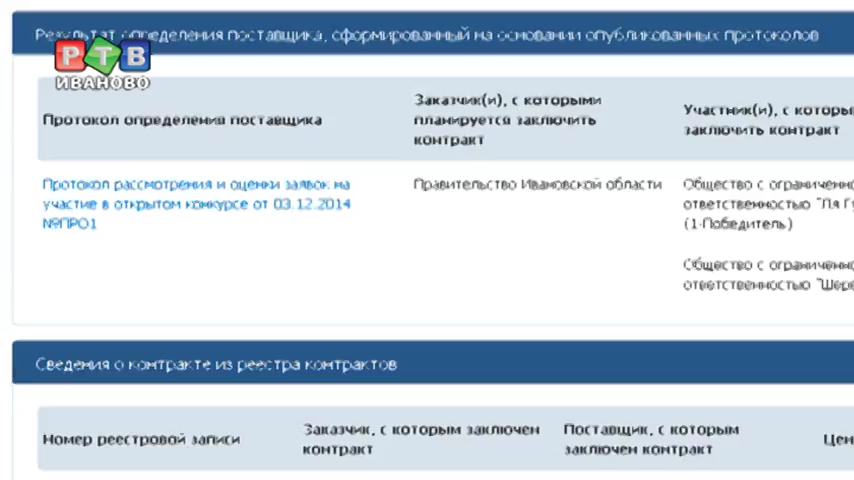 Результат определения поставщика, сформированный на основании опубликованных протоколов
РТВ
ИВАНОВО
Протокол определения поставщика
Заказчик(и), с которыми
планируется заключить
контракт
Участник(и), с которы
заключить контракт
Протокол рассмотрения и оценки заявок на
участие в открытом конкурсе от 03.12.2014
№ПРО1
Правительство Ивановской области
Общество с ограниченно
ответственностью "Ля Гу
(1-Победитель)
Общество с ограниченно
ответственностью "Шере
Сведения о контракте из реестра контрактов
Номер реестровой записи
Заказчик, с которым заключен
контракт
Поставщик, с которым
заключен контракт
Цен